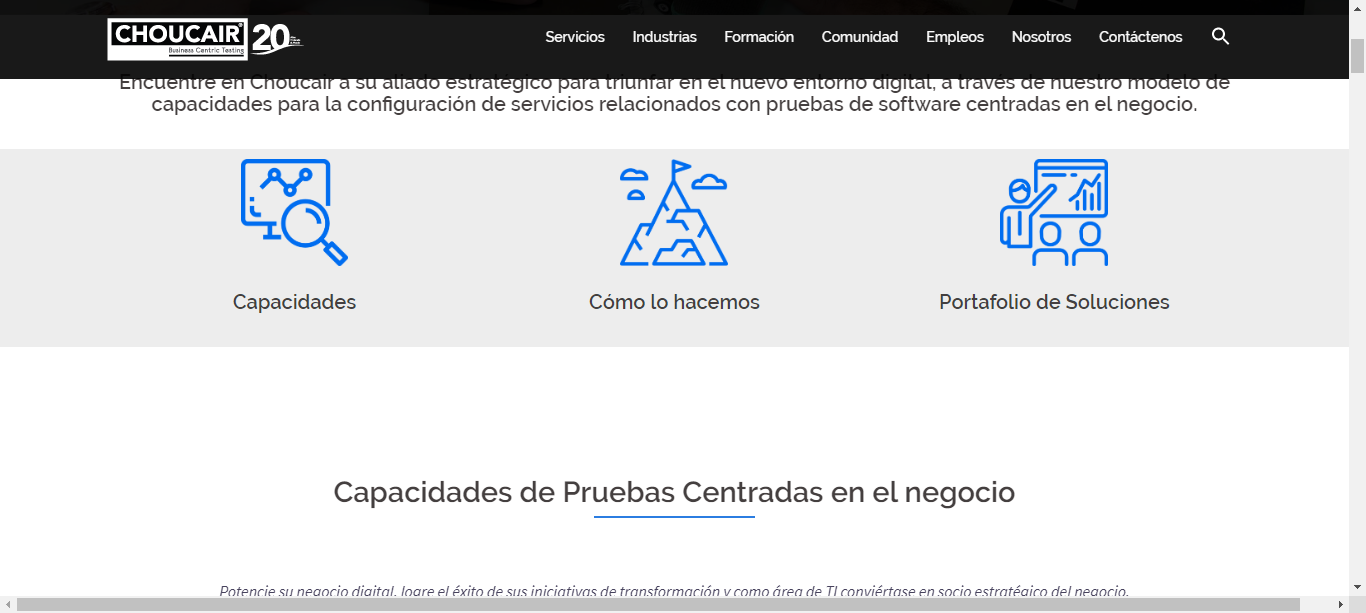 CHOUCAIR
Business Centric Testing
20
Servicios Industrias Formación Comunidad Empleos Nosotros Contáctenos
Encuentre en Choucair a su aliado estratégico para triunfar en el nuevo entorno digital, a través de nuestro modelo de
capacidades para la configuración de servicios relacionados con pruebas de software centradas en el negocio.
Capacidades
Cómo lo hacemos
Portafolio de Soluciones
Capacidades de Pruebas Centradas en el negocio
Potencie su negocio digital, logre el éxito de sus iniciativas de transformación y como área de TI conviértase en socio estratégico del negocio.